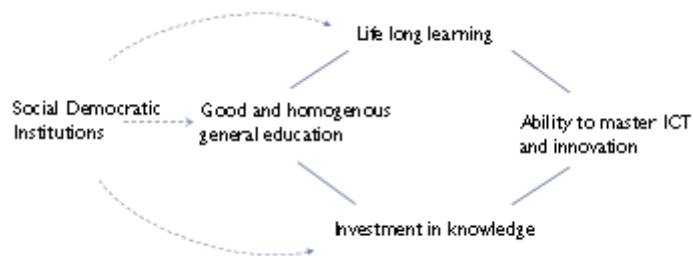 Life long learning
Social Democratic
Institutions
Good and homogenous
general education
Ability to master ICT
and innovation
Investment in knowledge